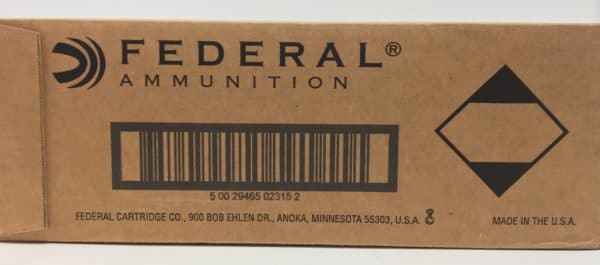 FEDERAL®
AMMUNITION
5 00 29465 02315 2
FEDERAL CARTRIDGE CO., 900 BOB EHLEN DR., ANOKA, MINNESOTA 55303, U.S.A.
MADE IN THE U.S.A.